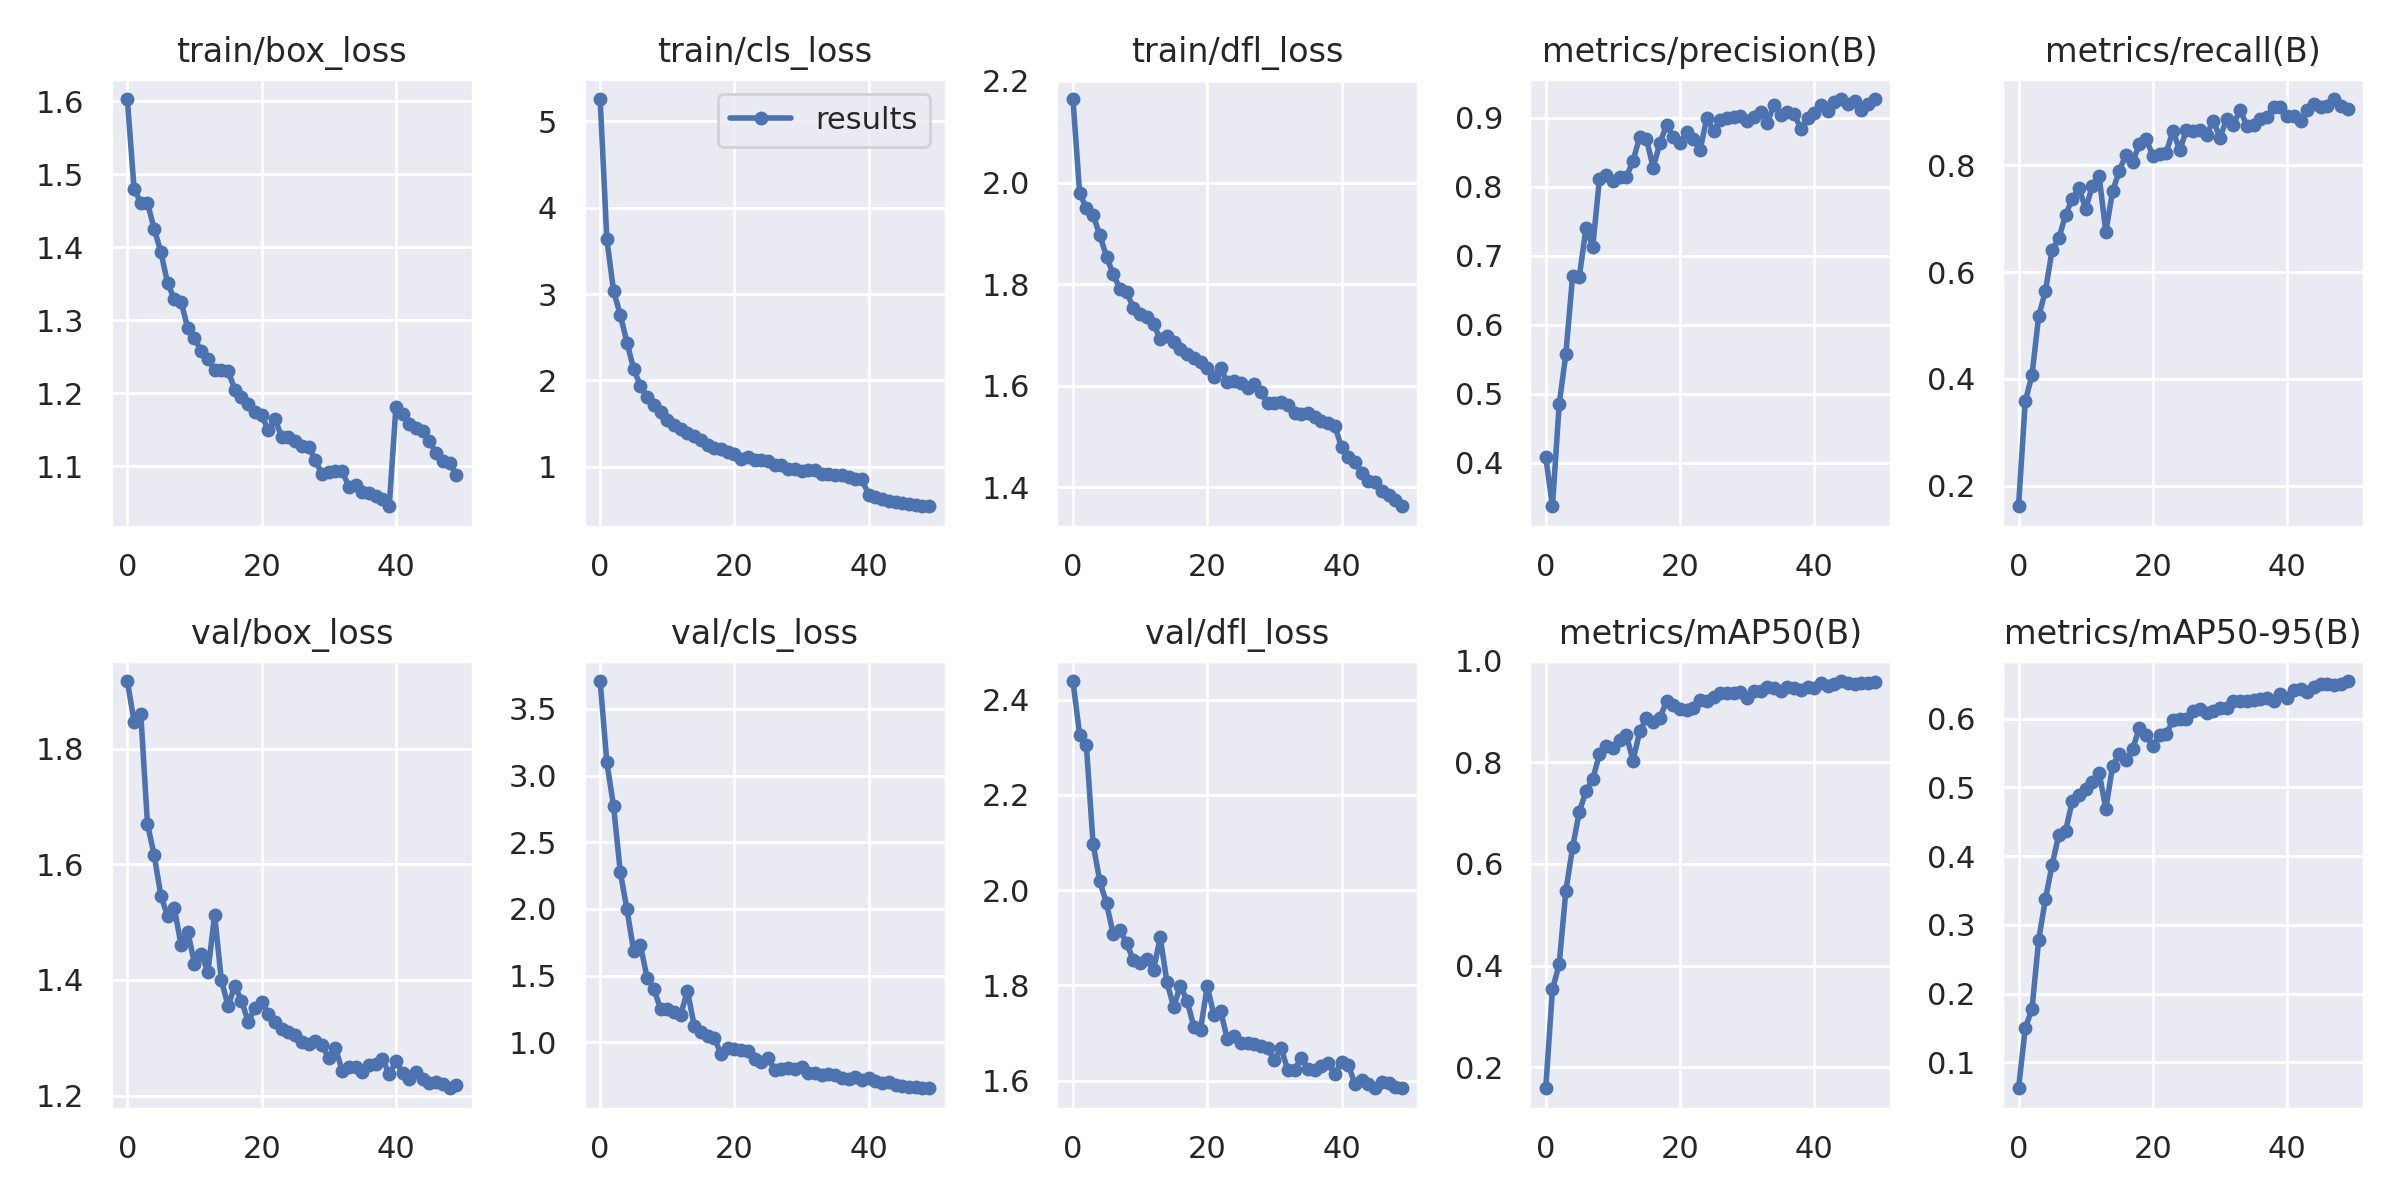 train/box_loss
1.6
1.5
1.4
1.3
1.2
1.1
0 20 40
train/cls_loss
results
5
4
3
2
1
0 20 40
train/dfl_loss
2.2
2.0
1.8
1.6
1.4
0 20 40
metrics/precision(B)
0.9
0.8
0.7
0.6
0.5
0.4
0 20 40
metrics/recall(B)
0.8
0.6
0.4
0.2
0 20 40
val/box_loss
1.8
1.6
1.4
1.2
0 20 40
val/cls_loss
3.5
3.0
2.5
2.0
1.5
1.0
0 20 40
val/dfl_loss
2.4
2.2
2.0
1.8
1.6
0 20 40
metrics/mAP50(B)
1.0
0.8
0.6
0.4
0.2
0 20 40
metrics/mAP50-95(B)
0.6
0.5
0.4
0.3
0.2
0.1
0 20 40